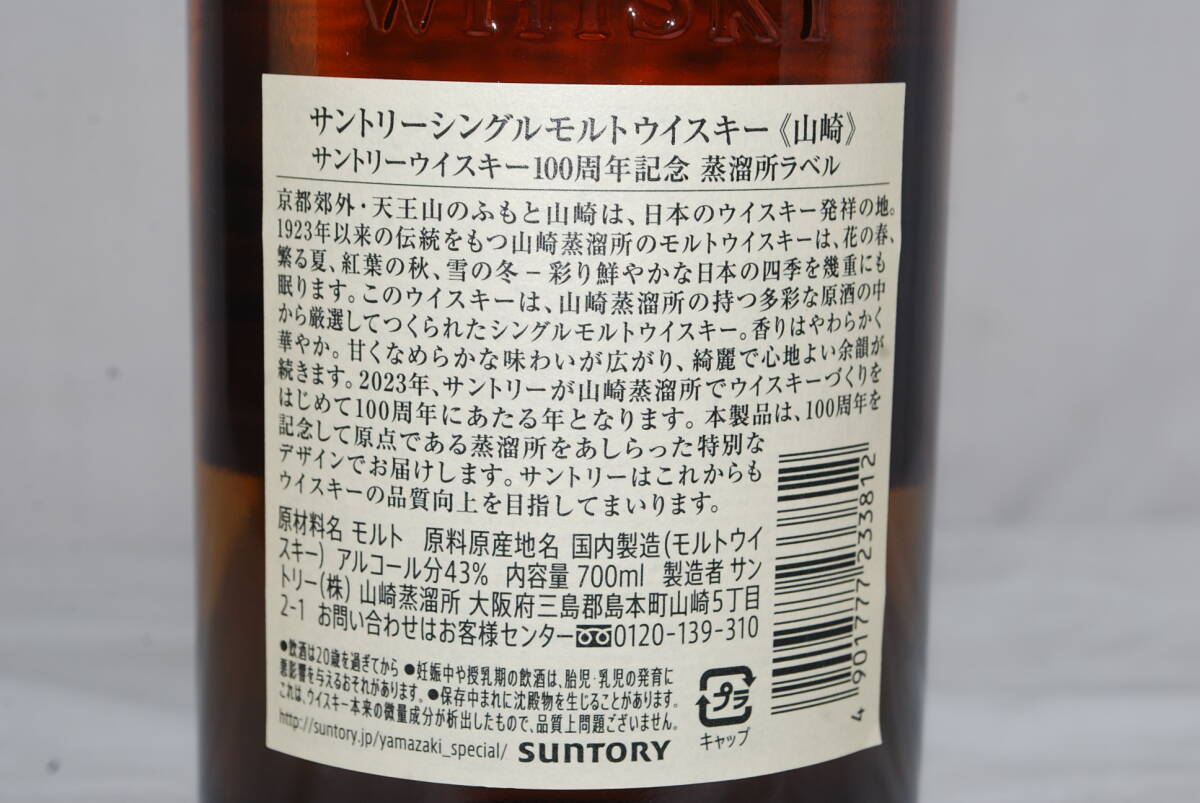 WHISKY
サントリーシングルモルトウイスキー《山崎》
サントリーウイスキー100周年記念 蒸溜所ラベル
京都郊外・天王山のふもと山崎は、日本のウイスキー発祥の地。
1923年以来の伝統をもつ山崎蒸溜所のモルトウイスキーは、花の春、
繁る夏、紅葉の秋、雪の冬－彩り鮮やかな日本の四季を幾重にも
眠ります。このウイスキーは、山崎蒸溜所の持つ多彩な原酒の中
から厳選してつくられたシングルモルトウイスキー。香りはやわらかく
華やか。甘くなめらかな味わいが広がり、綺麗で心地よい余韻が
続きます。2023年、サントリーが山崎蒸溜所でウイスキーづくりを
はじめて100周年にあたる年となります。本製品は、100周年を
記念して原点である蒸溜所をあしらった特別な
デザインでお届けします。サントリーはこれからも
ウイスキーの品質向上を目指してまいります。
原材料名 モルト 原料原産地名 国内製造(モルトウイ
スキー) アルコール分43% 内容量 700ml 製造者 サン
トリー(株) 山崎蒸溜所 大阪府三島郡島本町山崎5丁目
2-1 お問い合わせはお客様センター0120-139-310
●飲酒は20歳を過ぎてから ●妊娠中や授乳期の飲酒は、胎児・乳児の発育に
悪影響を与えるおそれがあります。●保存中まれに沈殿物を生じることがあります。
これは、ウイスキー本来の微量成分が析出したもので、品質上問題ございません。
http://suntory.jp/yamazaki_special/ SUNTORY
プラ
キャップ
4 901777 233812